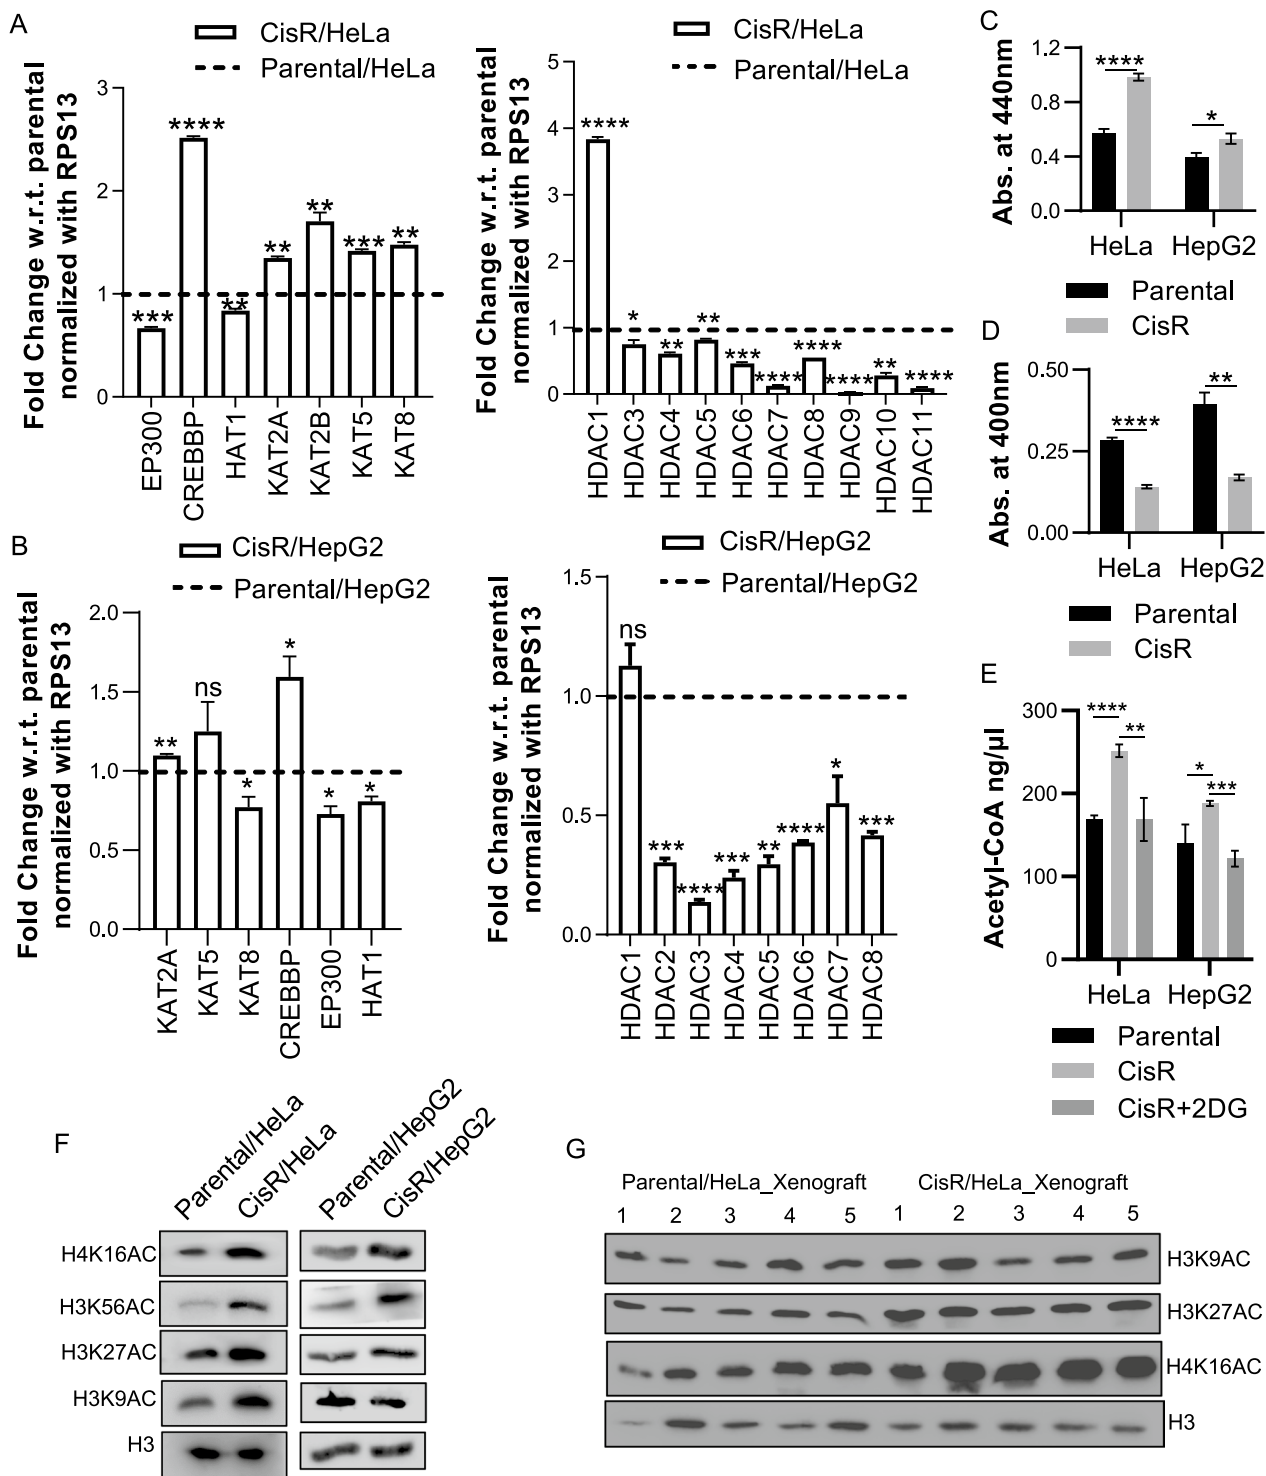 A
CisR/HeLa
Parental/HeLa
Fold Change w.r.t. parental
normalized with RPS13
3
2
1
0
***
****
**
**
**
***
**
EP300
CREBBP
HAT1
KAT2A
KAT2B
KAT5
KAT8
CisR/HeLa
Parental/HeLa
Fold Change w.r.t. parental
normalized with RPS13
5
4
3
2
1
0
****
*
**
**
***
****
****
****
**
****
HDAC1
HDAC3
HDAC4
HDAC5
HDAC6
HDAC7
HDAC8
HDAC9
HDAC10
HDAC11
B
CisR/HepG2
Parental/HepG2
Fold Change w.r.t. parental
normalized with RPS13
2.0
1.5
1.0
0.5
0.0
**
ns
*
*
*
*
KAT2A
KAT5
KAT8
CREBBP
EP300
HAT1
CisR/HepG2
Parental/HepG2
Fold Change w.r.t. parental
normalized with RPS13
1.5
1.0
0.5
0.0
ns
***
****
***
**
****
*
***
HDAC1
HDAC2
HDAC3
HDAC4
HDAC5
HDAC6
HDAC7
HDAC8
C
Abs. at 440nm
1.2
0.8
0.4
0.0
****
*
HeLa HepG2
Parental
CisR
D
Abs. at 400nm
0.50
0.25
0.00
****
**
HeLa HepG2
Parental
CisR
E
Acetyl-CoA ng/µl
300
200
100
0
****
**
*
***
HeLa HepG2
Parental
CisR
CisR+2DG
F
Parental/HeLa
CisR/HeLa
Parental/HepG2
CisR/HepG2
H4K16AC
H3K56AC
H3K27AC
H3K9AC
H3
G
Parental/HeLa_Xenograft CisR/HeLa_Xenograft
1 2 3 4 5 1 2 3 4 5
H3K9AC
H3K27AC
H4K16AC
H3